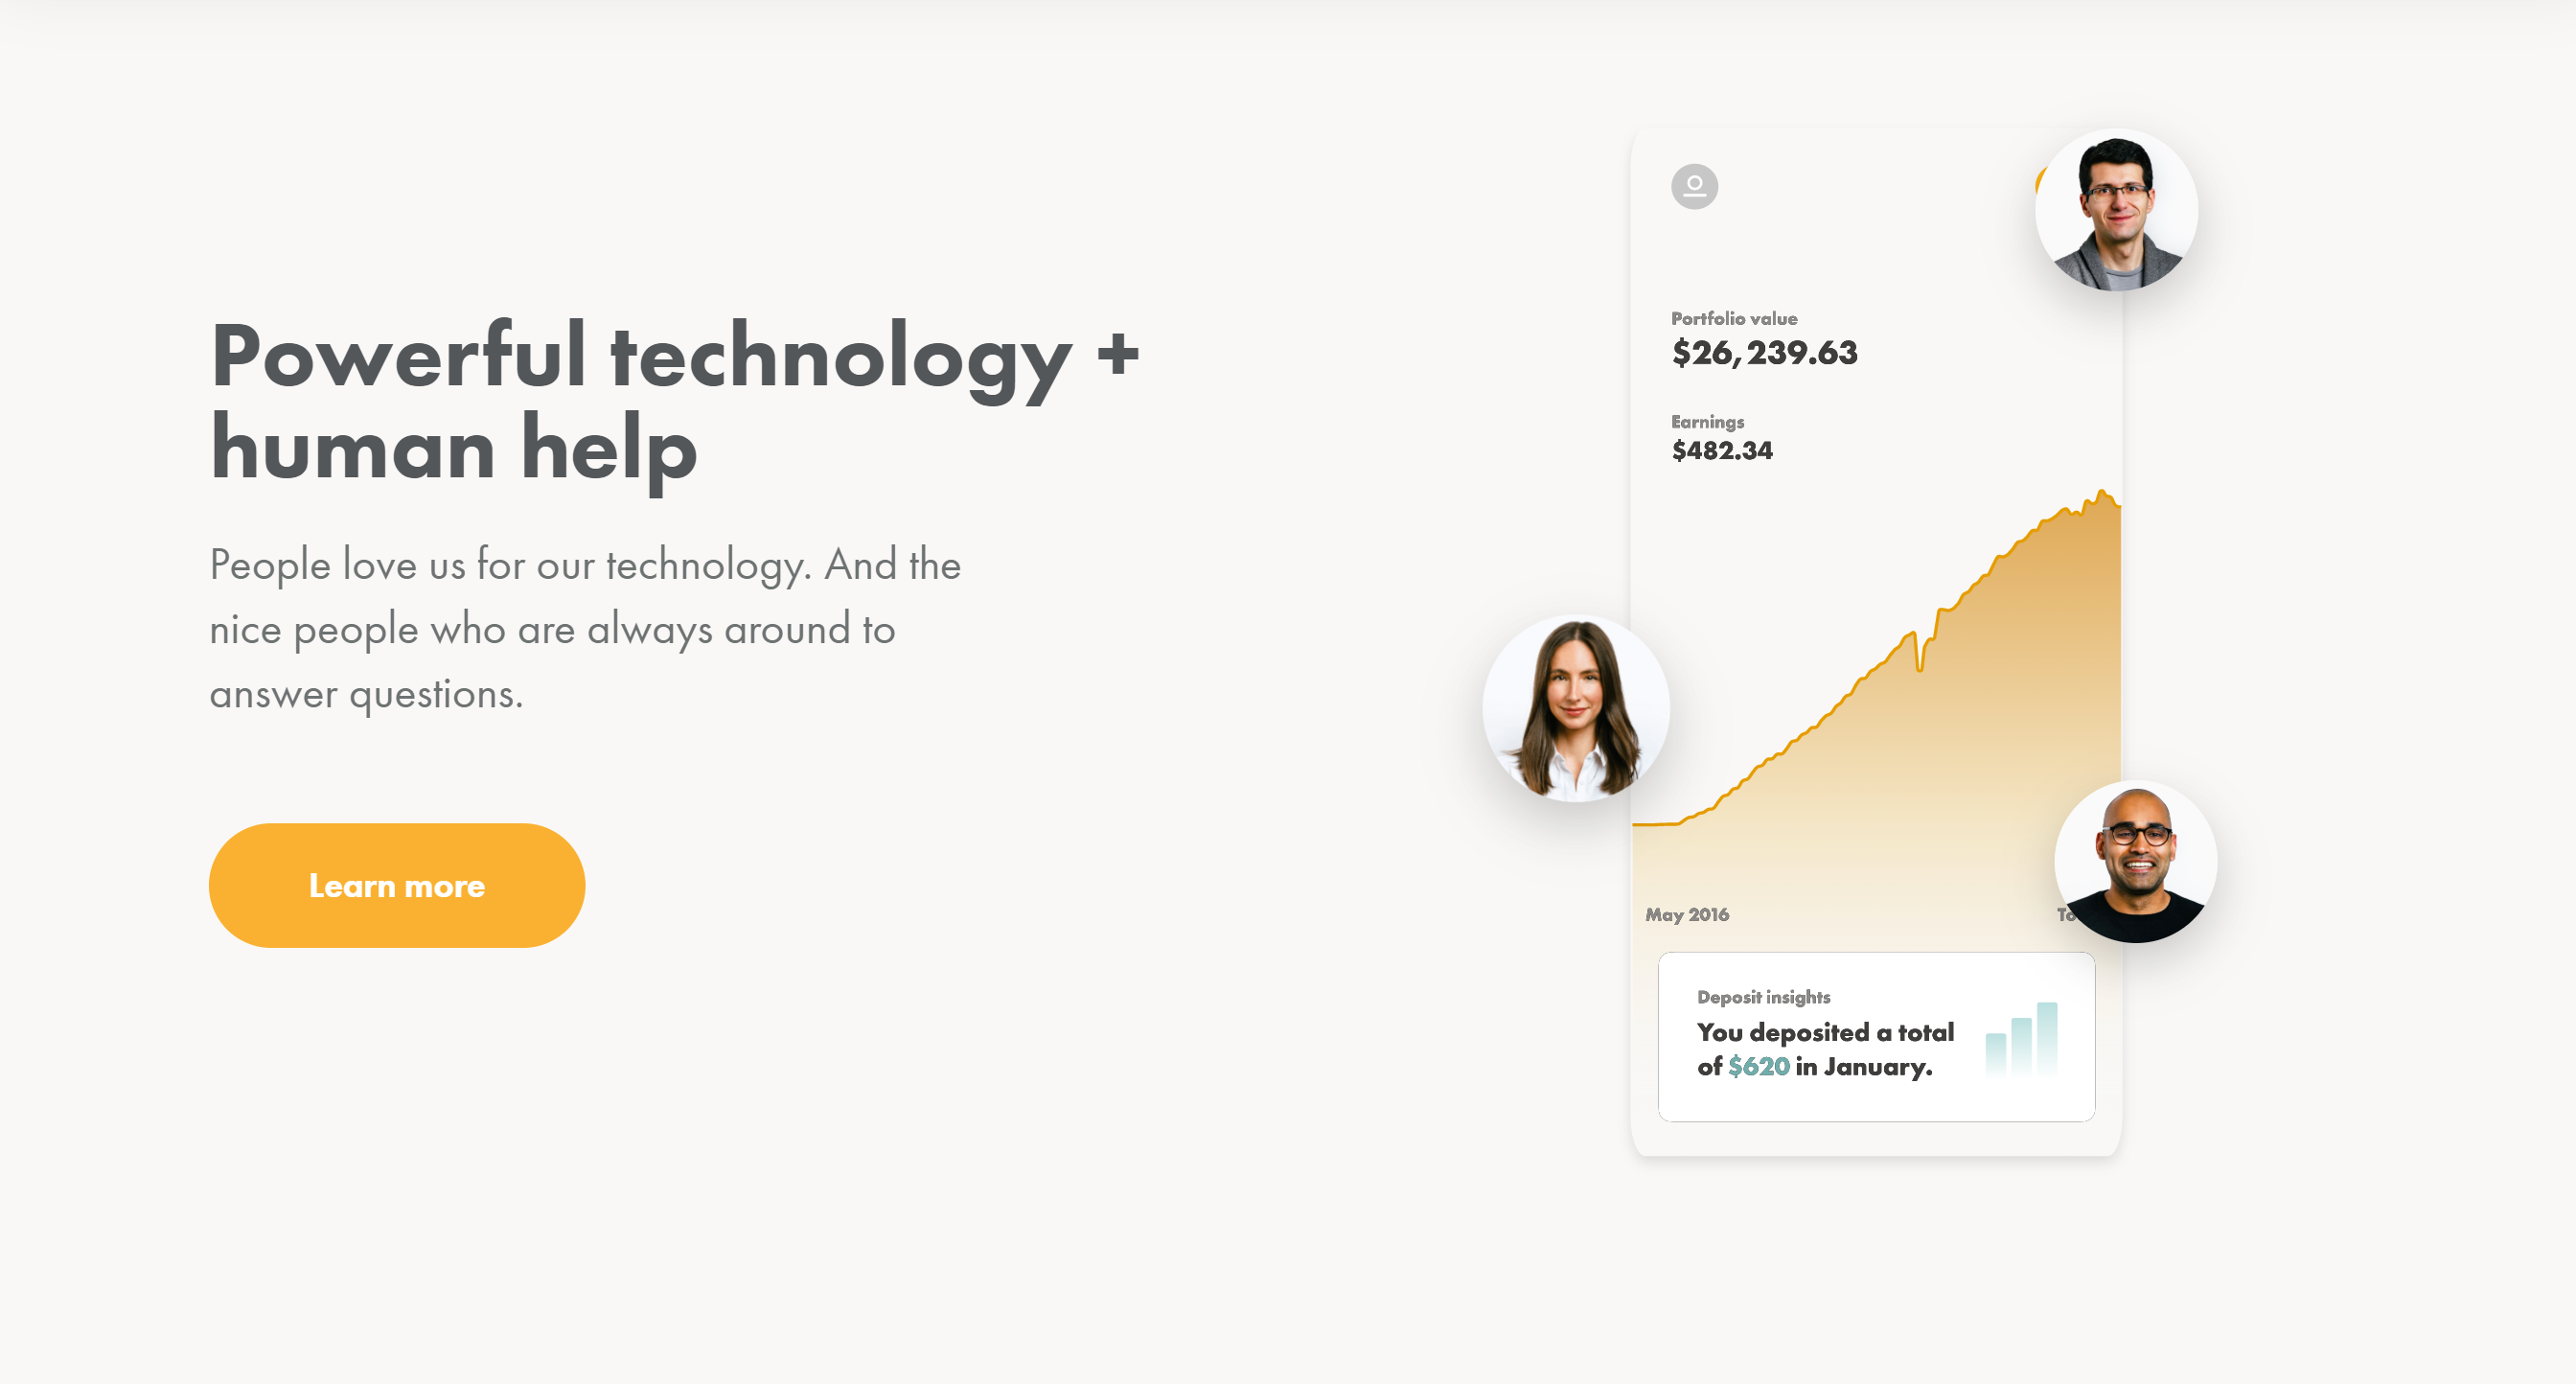 Powerful technology +
human help
People love us for our technology. And the
nice people who are always around to
answer questions.
Learn more
Portfolio value
$26,239.63
Earnings
$482.34
May 2016
Deposit insights
You deposited a total
of $620 in January.